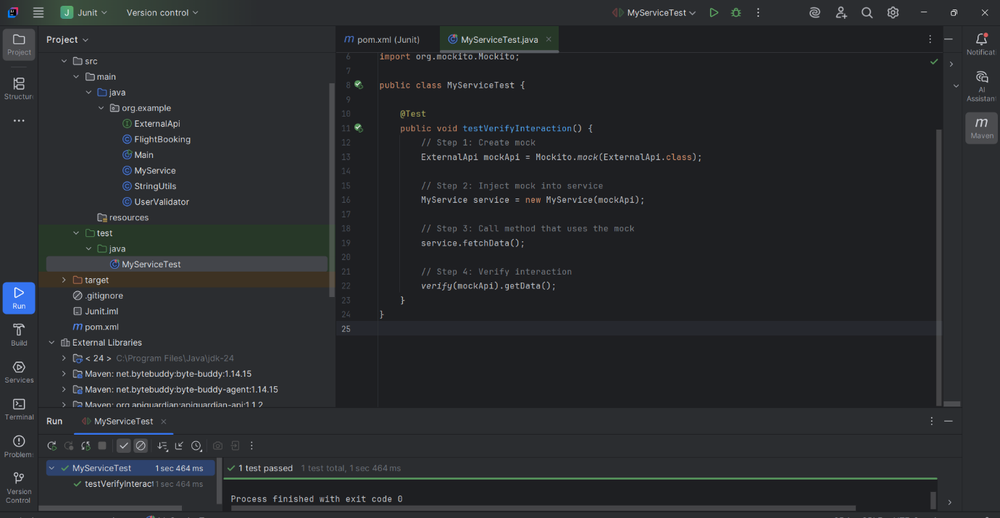 J Junit Version control MyServiceTest
Project
Project
Structure
src
main
java
org.example
ExternalApi
FlightBooking
Main
MyService
StringUtils
UserValidator
resources
test
java
MyServiceTest
target
.gitignore
Junit.iml
m pom.xml
External Libraries
< 24 > C:\Program Files\Java\jdk-24
Maven: net.bytebuddy:byte-buddy:1.14.15
Maven: net.bytebuddy:byte-buddy-agent:1.14.15
Maven: org.apiguardian:apiguardian-api:1.1.2
Run
Build
Services
Terminal
Problems
Version
Control
m pom.xml (Junit) MyServiceTest.java
6 import org.mockito.Mockito;
7
8 public class MyServiceTest {
9
10 @Test
11 public void testVerifyInteraction() {
12 // Step 1: Create mock
13 ExternalApi mockApi = Mockito.mock(ExternalApi.class);
14
15 // Step 2: Inject mock into service
16 MyService service = new MyService(mockApi);
17
18 // Step 3: Call method that uses the mock
19 service.fetchData();
20
21 // Step 4: Verify interaction
22 verify(mockApi).getData();
23 }
24 }
25
Notificat
AI
Assistan
m
Maven
Run MyServiceTest
MyServiceTest 1 sec 464 ms
testVerifyInterac 1 sec 464 ms
1 test passed 1 test total, 1 sec 464 ms
Process finished with exit code 0